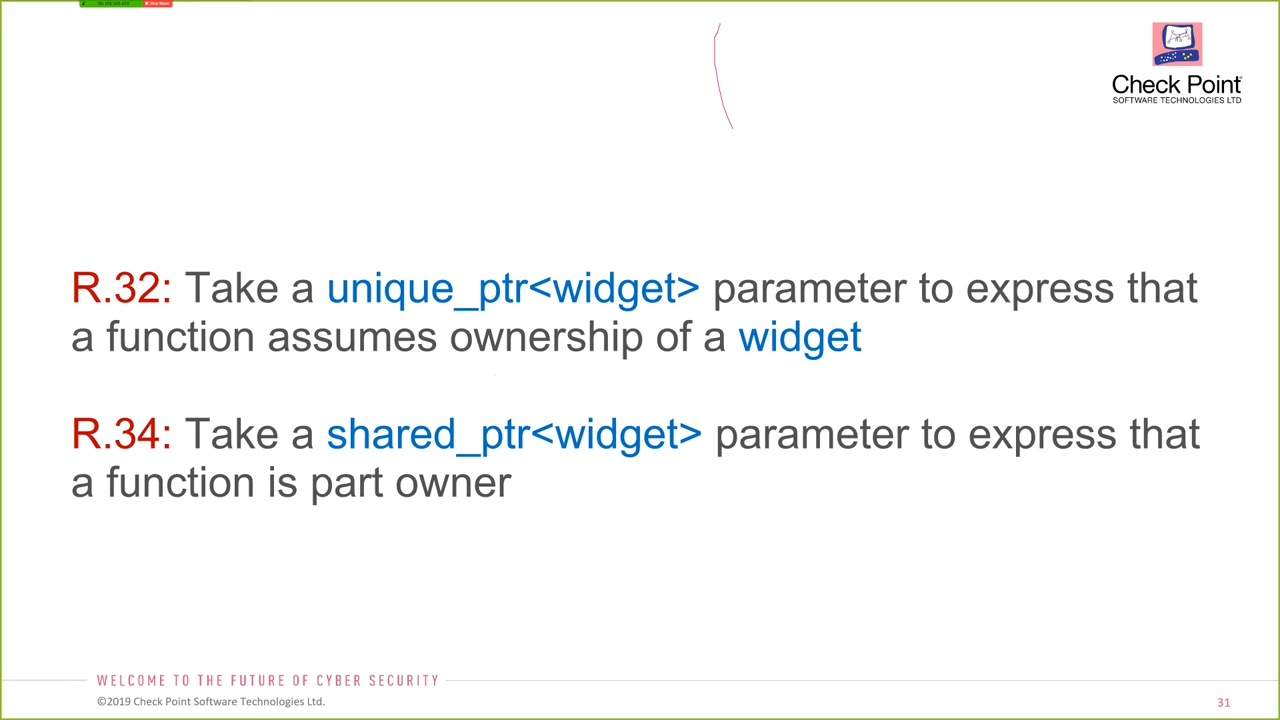 Check Point
SOFTWARE TECHNOLOGIES LTD
R.32: Take a unique_ptr<widget> parameter to express that
a function assumes ownership of a widget
R.34: Take a shared_ptr<widget> parameter to express that
a function is part owner
WELCOME TO THE FUTURE OF CYBER SECURITY
©2019 Check Point Software Technologies Ltd.
31